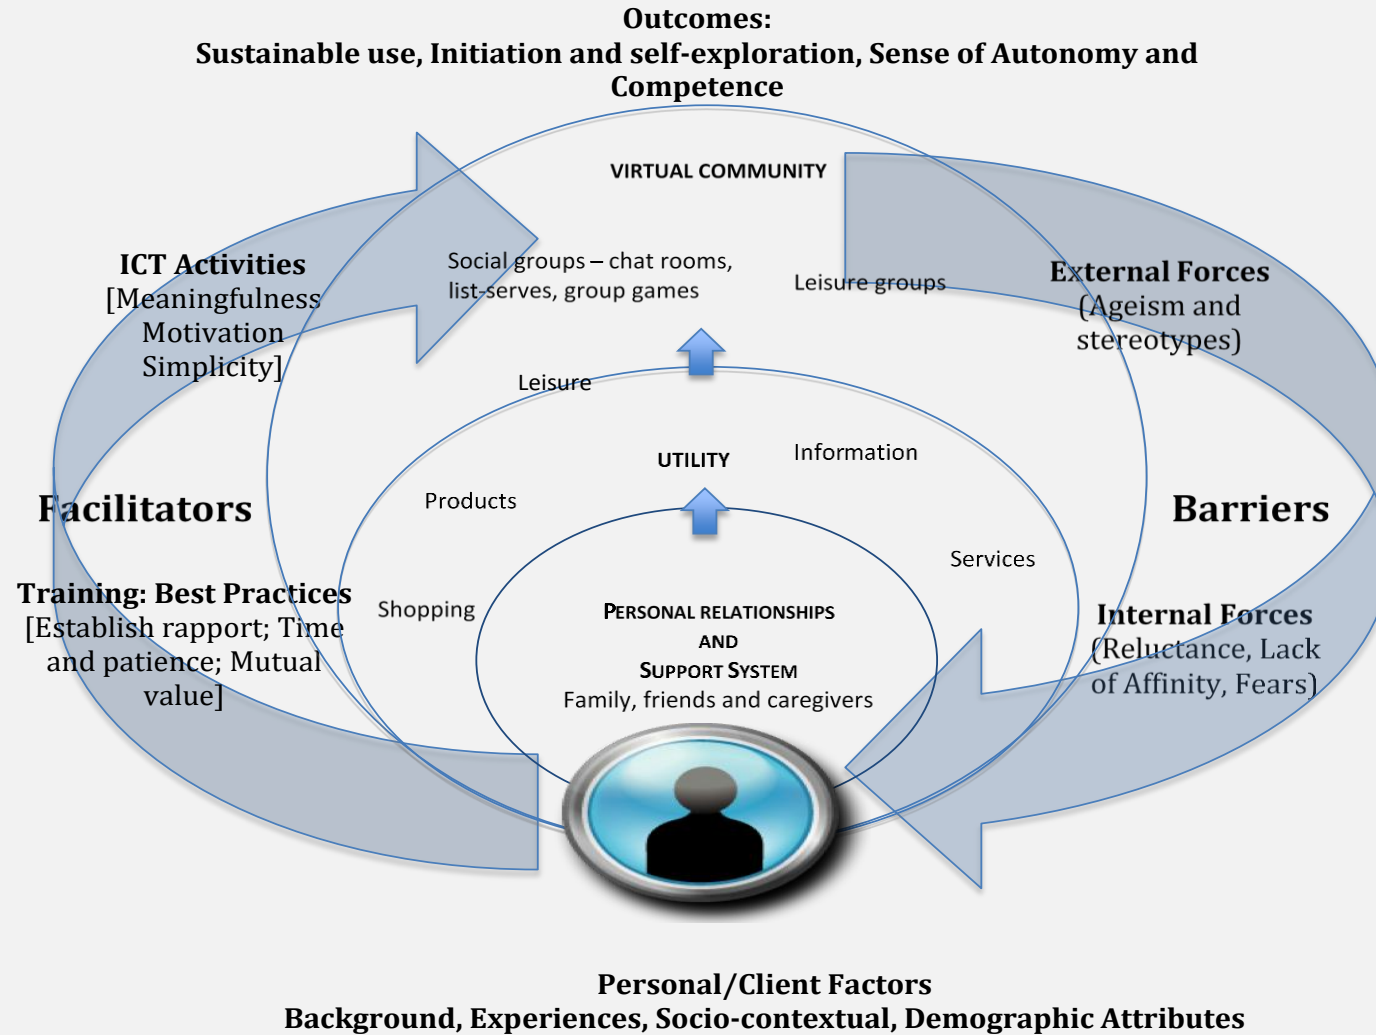 Outcomes:
Sustainable use, Initiation and self-exploration, Sense of Autonomy and
Competence
VIRTUAL COMMUNITY
Social groups – chat rooms,
list-serves, group games
Leisure groups
ICT Activities
[Meaningfulness
Motivation
Simplicity]
External Forces
(Ageism and
stereotypes)
Leisure
UTILITY
Information
Products
Services
Shopping
Facilitators
Barriers
Training: Best Practices
[Establish rapport; Time
and patience; Mutual
value]
PERSONAL RELATIONSHIPS
AND
SUPPORT SYSTEM
Family, friends and caregivers
Internal Forces
(Reluctance, Lack
of Affinity, Fears)
Personal/Client Factors
Background, Experiences, Socio-contextual, Demographic Attributes